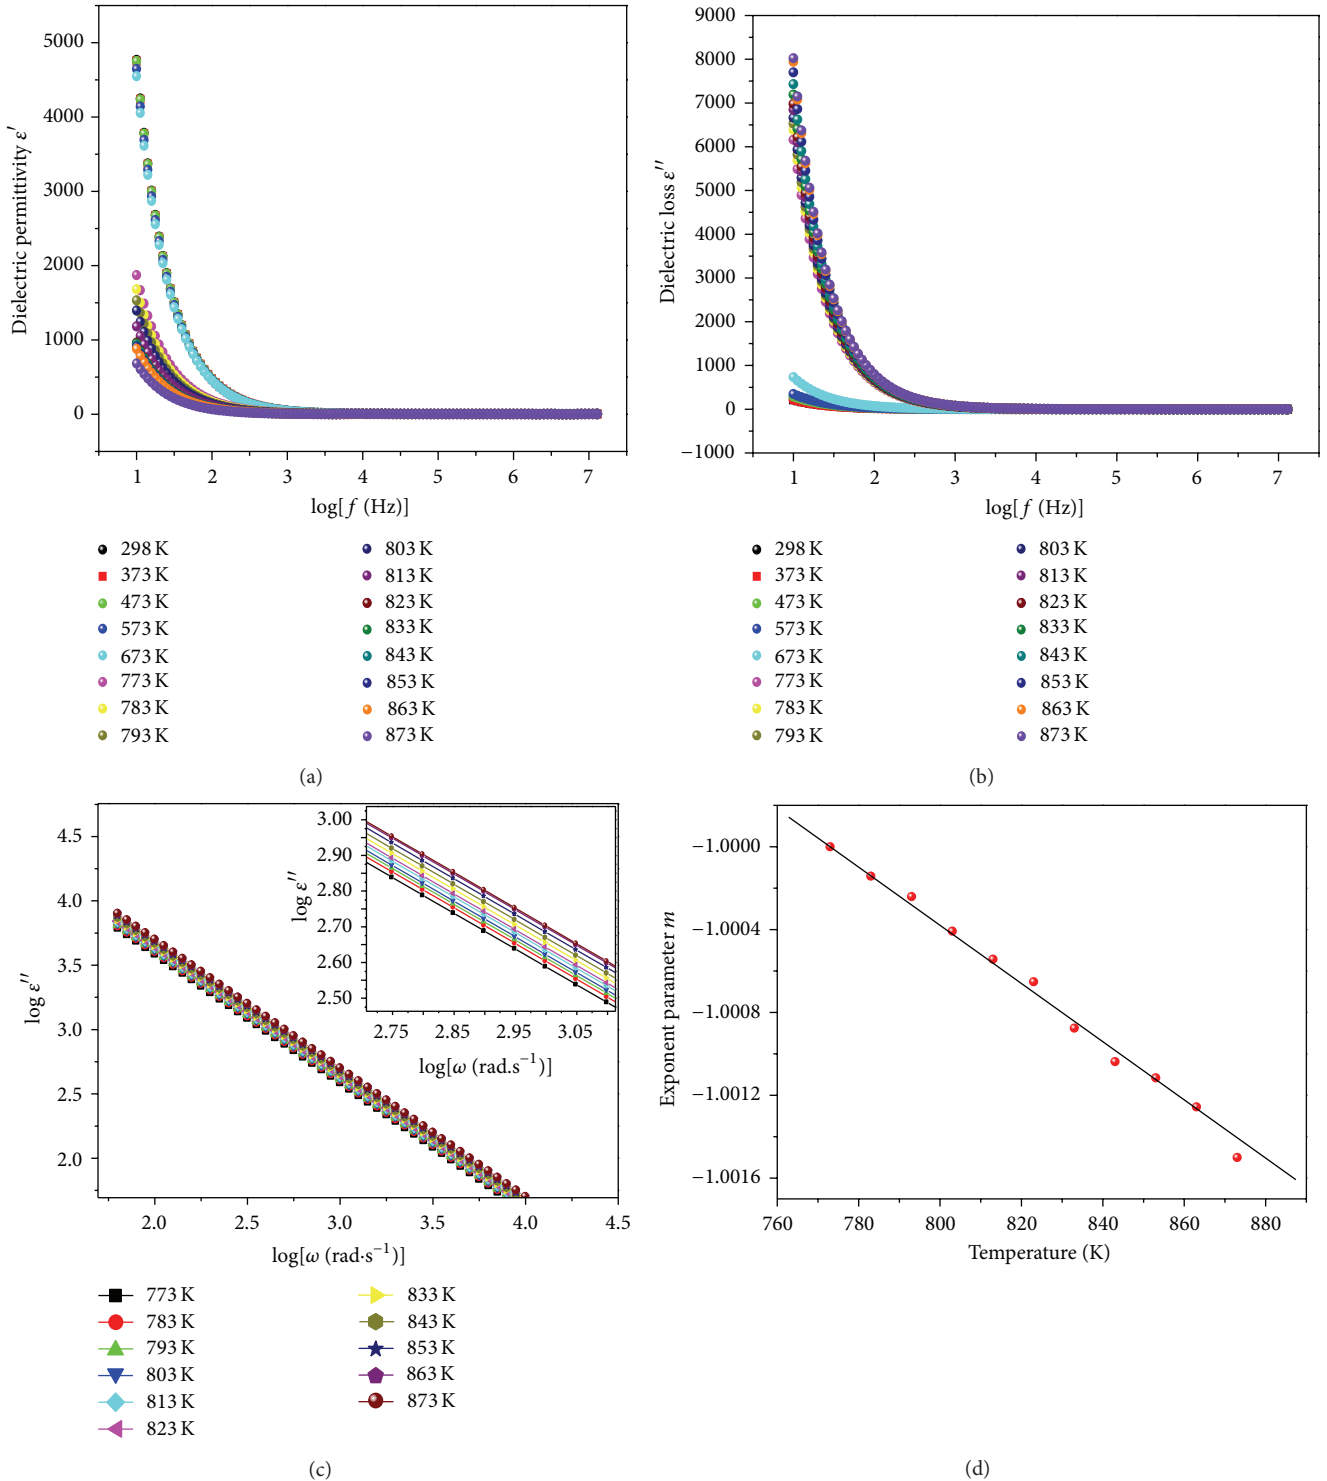 5000
4000
3000
2000
1000
0
Dielectric permittivity ε′
1 2 3 4 5 6 7
log[f (Hz)]
298 K
373 K
473 K
573 K
673 K
773 K
783 K
793 K
803 K
813 K
823 K
833 K
843 K
853 K
863 K
873 K
(a)
9000
8000
7000
6000
5000
4000
3000
2000
1000
0
−1000
Dielectric loss ε″
1 2 3 4 5 6 7
log[f (Hz)]
298 K
373 K
473 K
573 K
673 K
773 K
783 K
793 K
803 K
813 K
823 K
833 K
843 K
853 K
863 K
873 K
(b)
4.5
4.0
3.5
3.0
2.5
2.0
log ε″
2.0 2.5 3.0 3.5 4.0 4.5
log[ω (rad·s⁻¹)]
3.00
2.90
2.80
2.70
2.60
2.50
log ε″
2.75 2.85 2.95 3.05
log[ω (rad.s⁻¹)]
773 K
783 K
793 K
803 K
813 K
823 K
833 K
843 K
853 K
863 K
873 K
(c)
−1.0000
−1.0004
−1.0008
−1.0012
−1.0016
Exponent parameter m
760 780 800 820 840 860 880
Temperature (K)
(d)